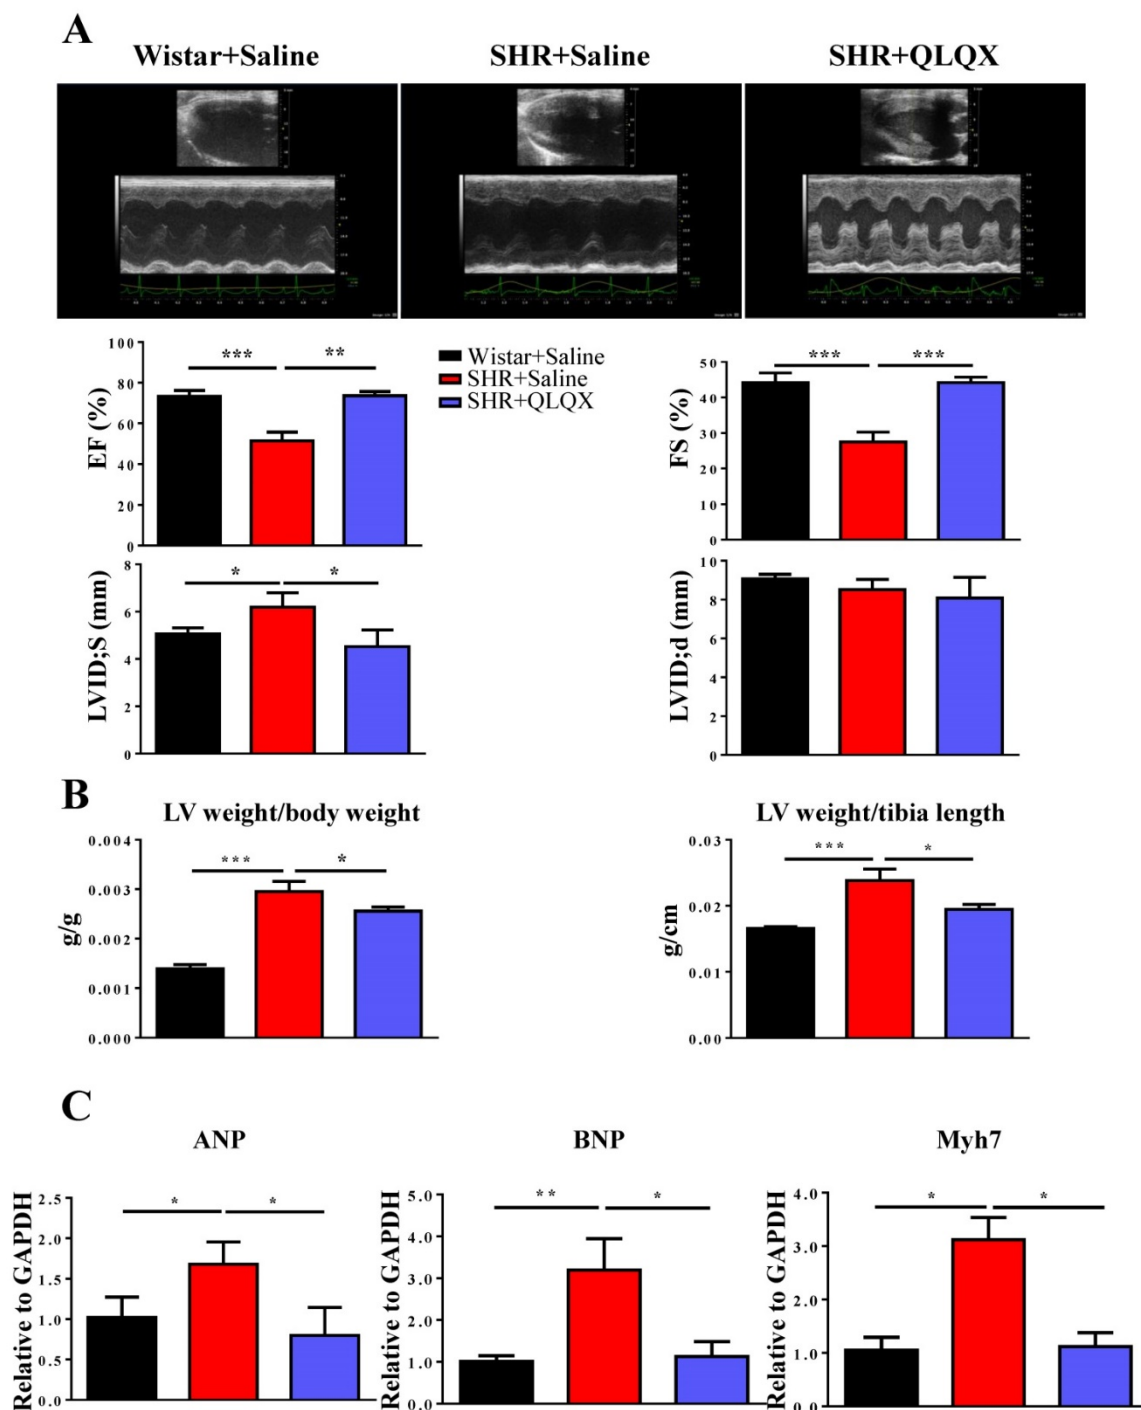 A
Wistar+Saline SHR+Saline SHR+QLQX
Wistar+Saline
SHR+Saline
SHR+QLQX
EF (%)
100
80
60
40
20
0
*** **
FS (%)
50
40
30
20
10
0
*** ***
LVID;S (mm)
8
6
4
2
0
* *
LVID;d (mm)
10
8
6
4
2
0
B
LV weight/body weight
g/g
0.004
0.003
0.002
0.001
0.000
*** *
LV weight/tibia length
g/cm
0.03
0.02
0.01
0.00
*** *
C
ANP
Relative to GAPDH
2.5
2.0
1.5
1.0
0.5
0.0
* *
BNP
Relative to GAPDH
5.0
4.0
3.0
2.0
1.0
0.0
** *
Myh7
Relative to GAPDH
4.0
3.0
2.0
1.0
0.0
* *